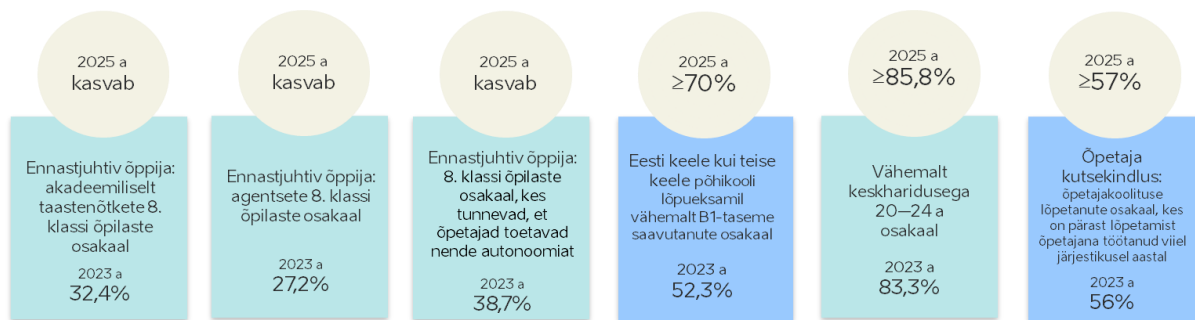 2025 a
kasvab
Ennastjuhtiv õppija:
akadeemiliselt
taastenõtkete 8.
klassi õpilaste
osakaal
2023 a
32,4%
2025 a
kasvab
Ennastjuhtiv õppija:
agentsete 8. klassi
õpilaste osakaal
2023 a
27,2%
2025 a
kasvab
Ennastjuhtiv õppija:
8. klassi õpilaste
osakaal, kes
tunnevad, et
õpetajad toetavad
nende autonoomiat
2023 a
38,7%
2025 a
≥70%
Eesti keele kui teise
keele põhikooli
lõpueksamil
vähemalt B1-taseme
saavutanute osakaal
2023 a
52,3%
2025 a
≥85,8%
Vähemalt
keskharidusega
20—24 a
osakaal
2023 a
83,3%
2025 a
≥57%
Õpetaja
kutsekindlus:
õpetajakoolituse
lõpetanute osakaal, kes
on pärast lõpetamist
õpetajana töötanud viiel
järjestikusel aastal
2023 a
56%